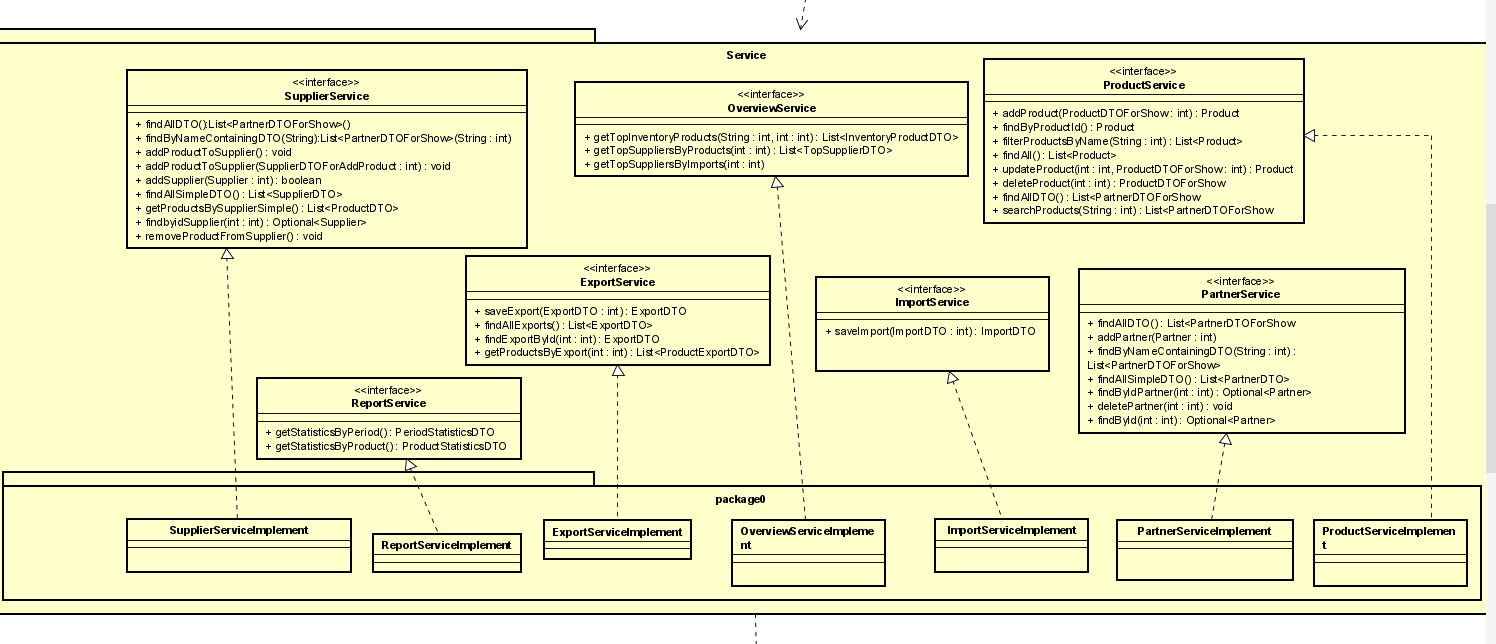 Service
<<interface>>
SupplierService
+ findAllDTO():List<PartnerDTOForShow>()
+ findByNameContainingDTO(String):List<PartnerDTOForShow>(String : int)
+ addProductToSupplier() : void
+ addProductToSupplier(SupplierDTOForAddProduct : int) : void
+ addSupplier(Supplier : int) : boolean
+ findAllSimpleDTO() : List<SupplierDTO>
+ getProductsBySupplierSimple() : List<ProductDTO>
+ findbyidSupplier(int : int) : Optional<Supplier>
+ removeProductFromSupplier() : void
<<interface>>
OverviewService
+ getTopInventoryProducts(String : int, int : int) : List<InventoryProductDTO>
+ getTopSuppliersByProducts(int : int) : List<TopSupplierDTO>
+ getTopSuppliersByImports(int : int)
<<interface>>
ProductService
+ addProduct(ProductDTOForShow : int) : Product
+ findByProductId() : Product
+ filterProductsByName(String : int) : List<Product>
+ findAll() : List<Product>
+ updateProduct(int : int, ProductDTOForShow : int) : Product
+ deleteProduct(int : int) : ProductDTOForShow
+ findAllDTO() : List<PartnerDTOForShow
+ searchProducts(String : int) : List<PartnerDTOForShow
<<interface>>
ExportService
+ saveExport(ExportDTO : int) : ExportDTO
+ findAllExports() : List<ExportDTO>
+ findExportById(int : int) : ExportDTO
+ getProductsByExport(int : int) : List<ProductExportDTO>
<<interface>>
ImportService
+ saveImport(ImportDTO : int) : ImportDTO
<<interface>>
PartnerService
+ findAllDTO() : List<PartnerDTOForShow
+ addPartner(Partner : int)
+ findByNameContainingDTO(String : int) :
List<PartnerDTOForShow>
+ findAllSimpleDTO() : List<PartnerDTO>
+ findByIdPartner(int : int) : Optional<Partner>
+ deletePartner(int : int) : void
+ findById(int : int) : Optional<Partner>
<<interface>>
ReportService
+ getStatisticsByPeriod() : PeriodStatisticsDTO
+ getStatisticsByProduct() : ProductStatisticsDTO
package0
SupplierServiceImplement
ReportServiceImplement
ExportServiceImplement
OverviewServiceImpleme
nt
ImportServiceImplement
PartnerServiceImplement
ProductServiceImplemen
t